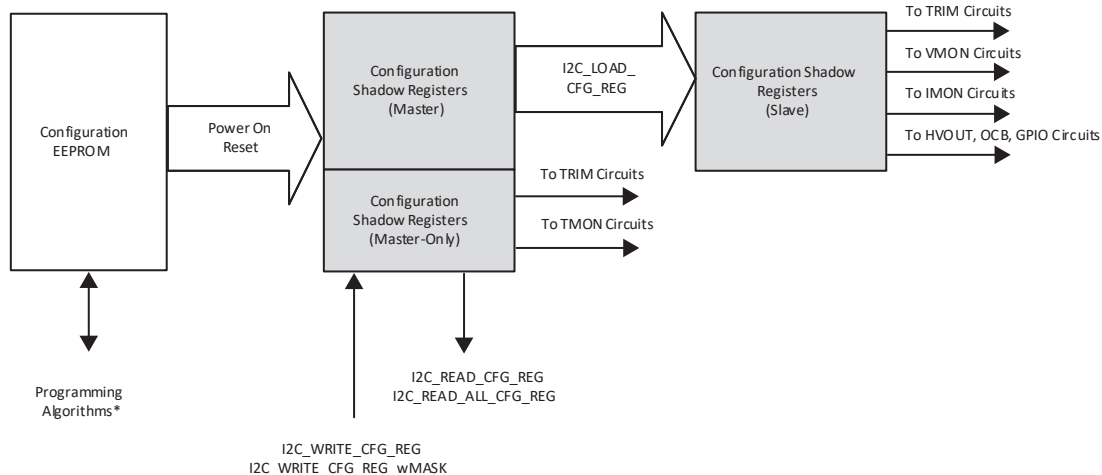 Configuration
EEPROM
Power On
Reset
Configuration
Shadow Registers
(Master)
I2C_LOAD_
CFG_REG
Configuration Shadow
Registers
(Slave)
To TRIM Circuits
To VMON Circuits
To IMON Circuits
To HVOUT, OCB, GPIO Circuits
Configuration
Shadow Registers
(Master-Only)
To TRIM Circuits
To TMON Circuits
Programming
Algorithms*
I2C_READ_CFG_REG
I2C_READ_ALL_CFG_REG
I2C_WRITE_CFG_REG
I2C_WRITE_CFG_REG_wMASK